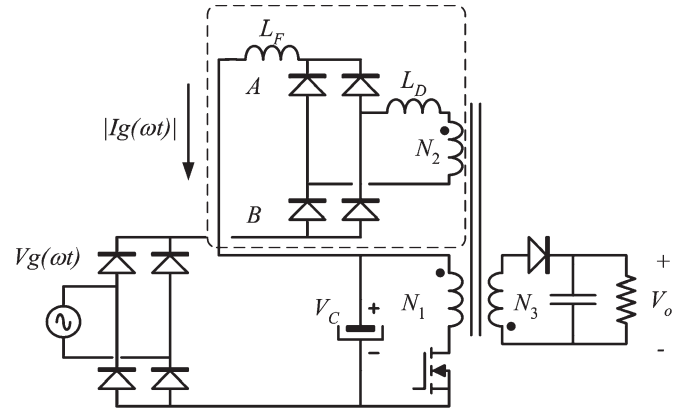 L_F
A
L_D
|Ig(ωt)|
N_2
B
Vg(ωt)
+
V_C
+
N_1
N_3
V_o
−
-